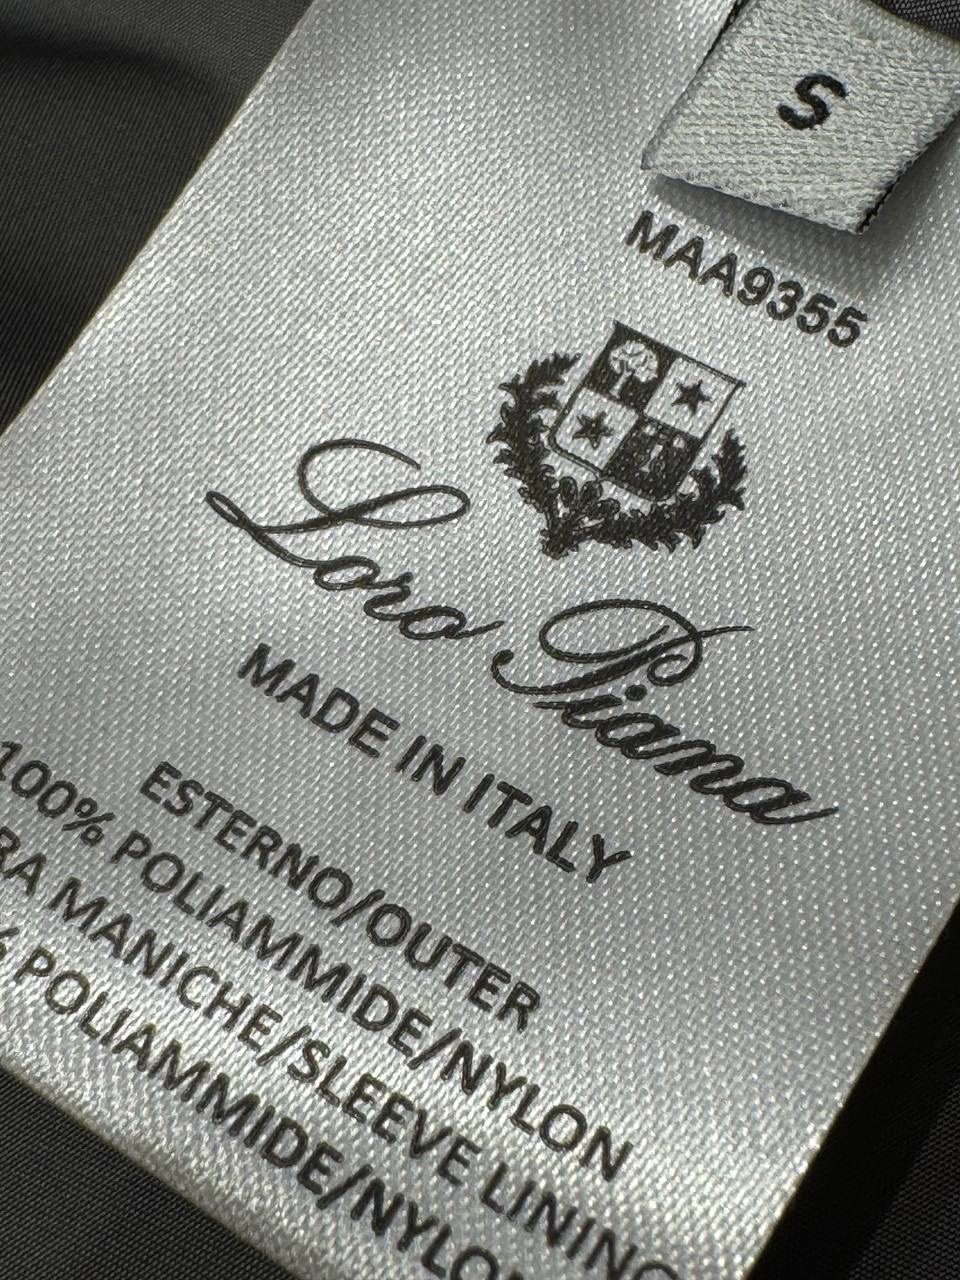 S
MAA9355
Loro Piana
MADE IN ITALY
ESTERNO/OUTER
100% POLIAMMIDE/NYLON
MANICHE/SLEEVE LINING
% POLIAMMIDE/NYLON